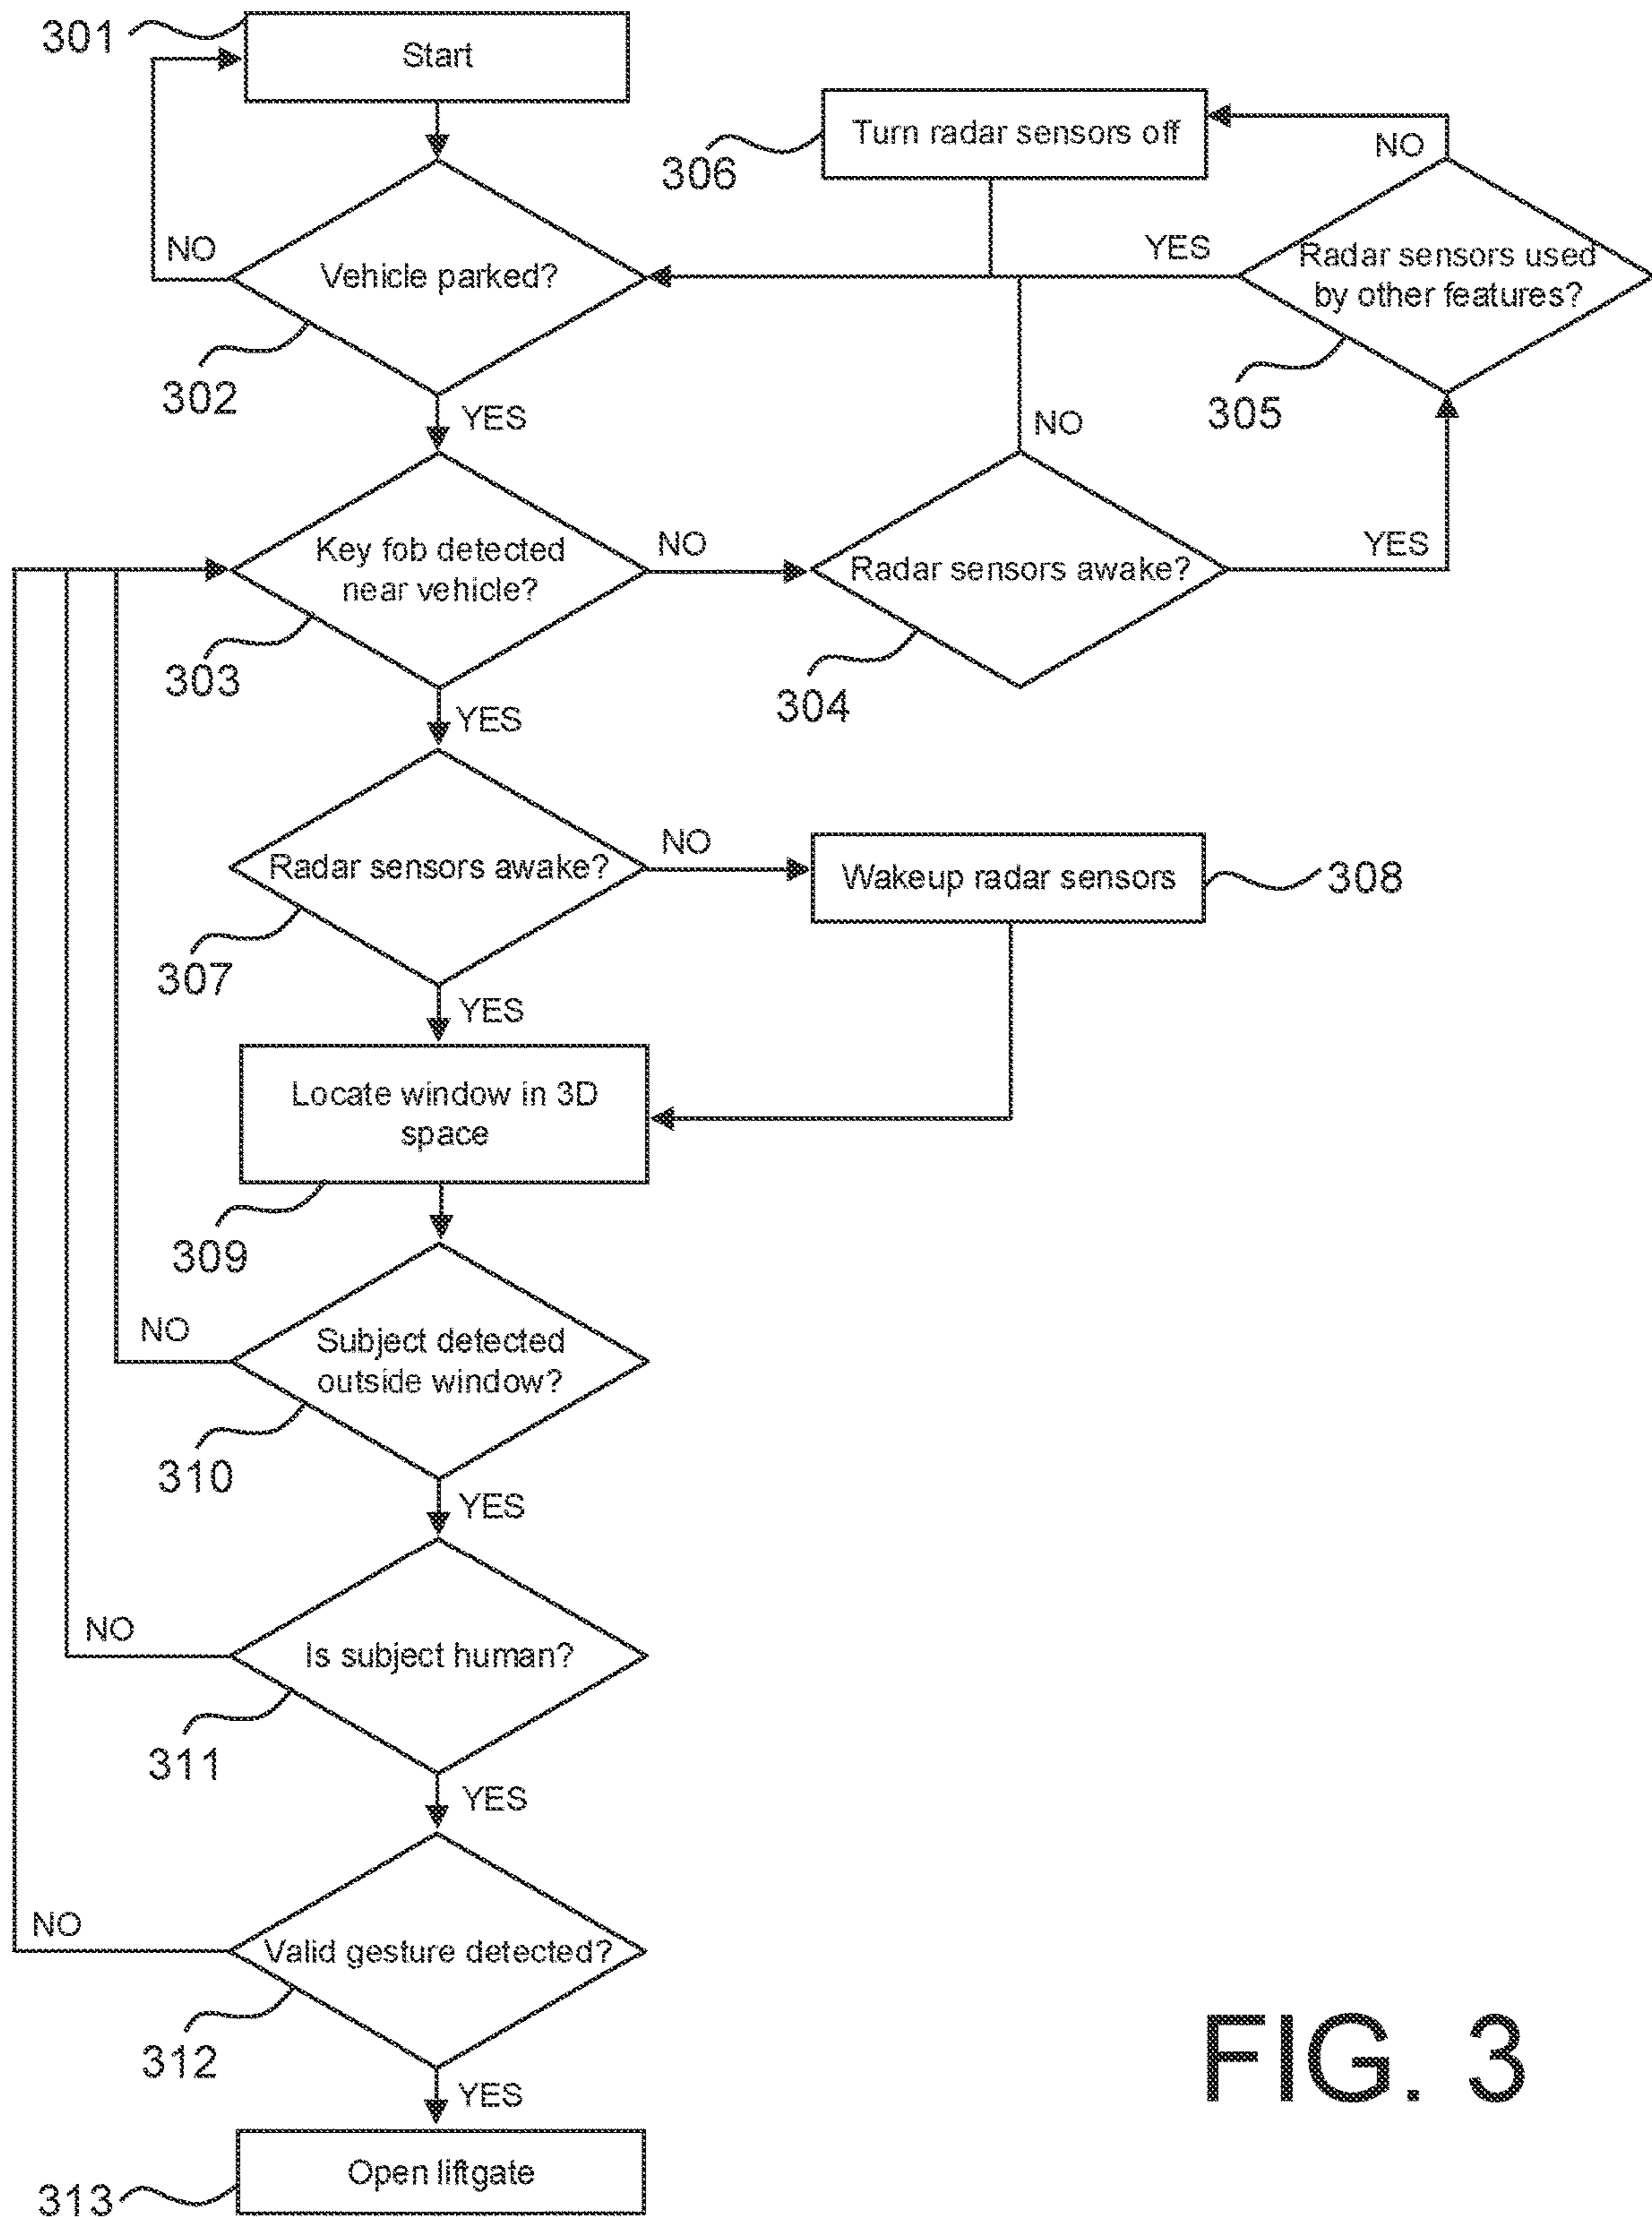 301
Start
306
Turn radar sensors off
NO
NO
302
Vehicle parked?
YES
Radar sensors used
by other features?
305
YES
NO
303
Key fob detected
near vehicle?
NO
304
Radar sensors awake?
YES
YES
307
Radar sensors awake?
NO
Wakeup radar sensors
308
YES
Locate window in 3D
space
309
NO
Subject detected
outside window?
310
YES
NO
Is subject human?
311
YES
NO
Valid gesture detected?
312
YES
Open liftgate
313
FIG. 3